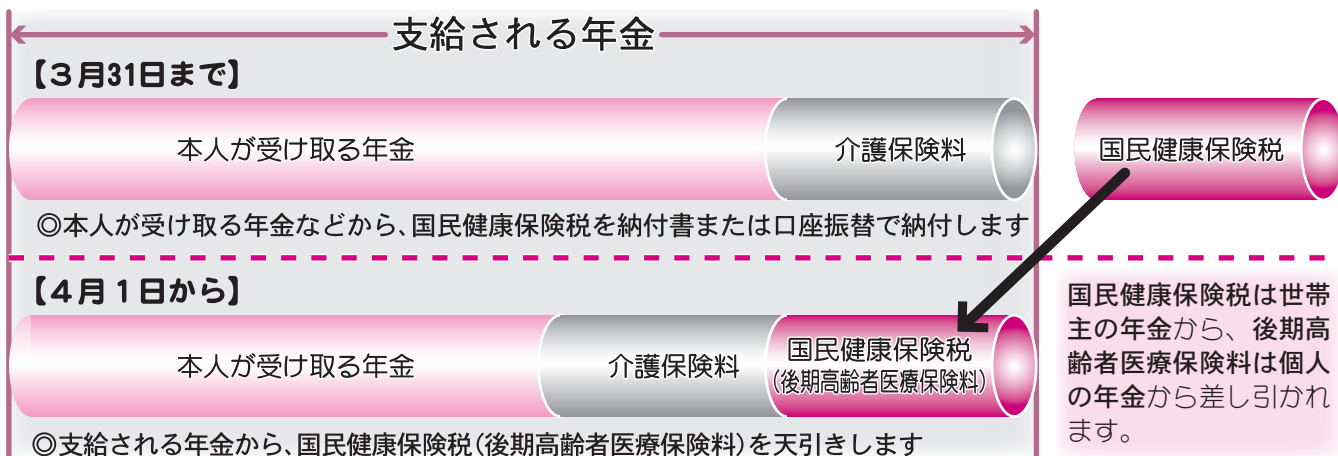 支給される年金
【3月31日まで】
本人が受け取る年金
介護保険料
国民健康保険税
◎本人が受け取る年金などから、国民健康保険税を納付書または口座振替で納付します
【4月1日から】
本人が受け取る年金
介護保険料
国民健康保険税
(後期高齢者医療保険料)
◎支給される年金から、国民健康保険税(後期高齢者医療保険料)を天引きします
国民健康保険税は世帯
主の年金から、後期高
齢者医療保険料は個人
の年金から差し引かれ
ます。